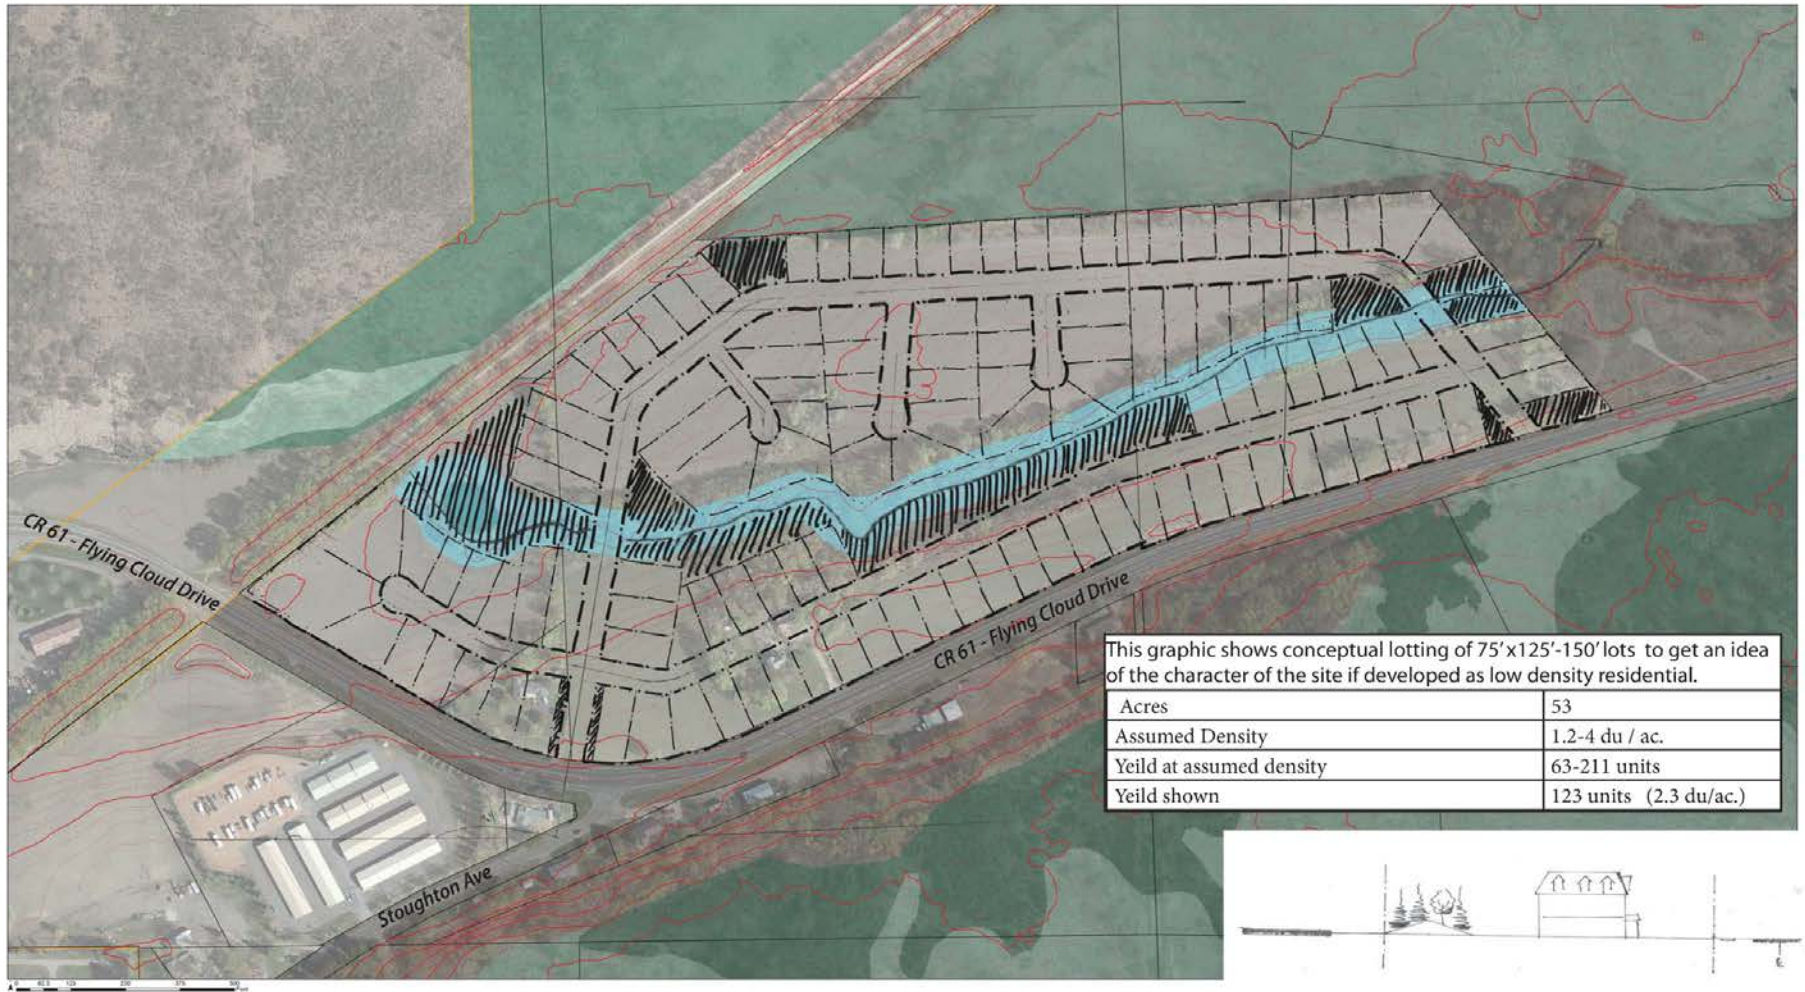 CR 61 - Flying Cloud Drive
CR 61 - Flying Cloud Drive
This graphic shows conceptual lotting of 75'x125'-150' lots to get an idea
of the character of the site if developed as low density residential.
Acres 53
Assumed Density 1.2-4 du / ac.
Yeild at assumed density 63-211 units
Yeild shown 123 units (2.3 du/ac.)
Stoughton Ave